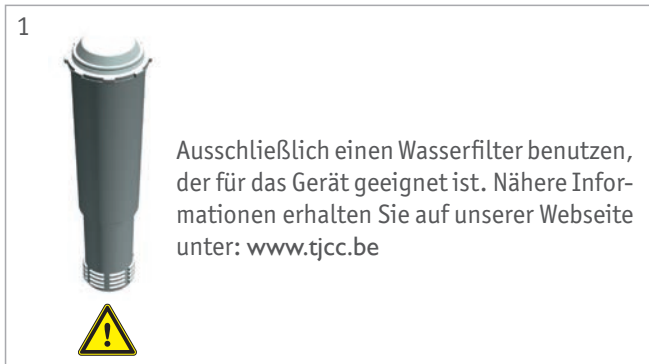 1
Ausschließlich einen Wasserfilter benutzen,
der für das Gerät geeignet ist. Nähere Infor-
mationen erhalten Sie auf unserer Webseite
unter: www.tjcc.be